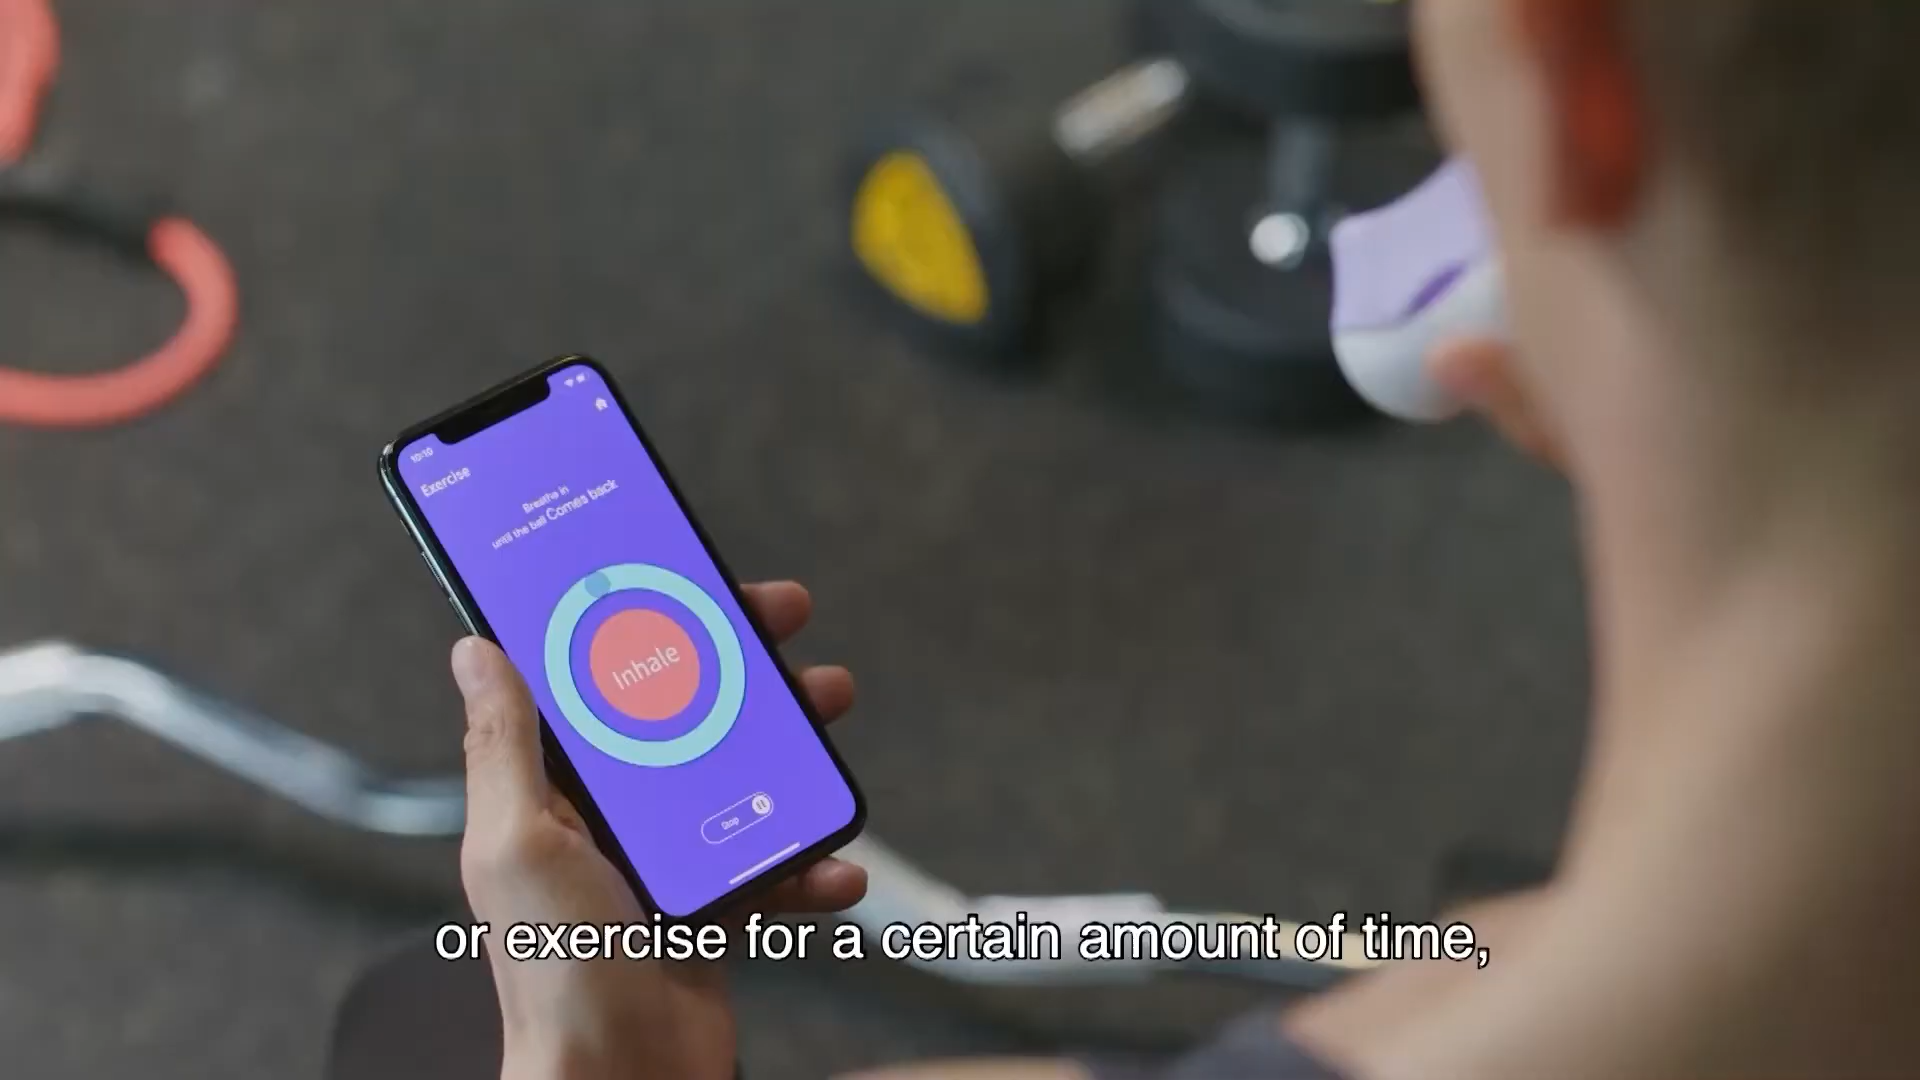 10:10
Exercise
Breathe in
until the ball Comes back
Inhale
Stop
or exercise for a certain amount of time,